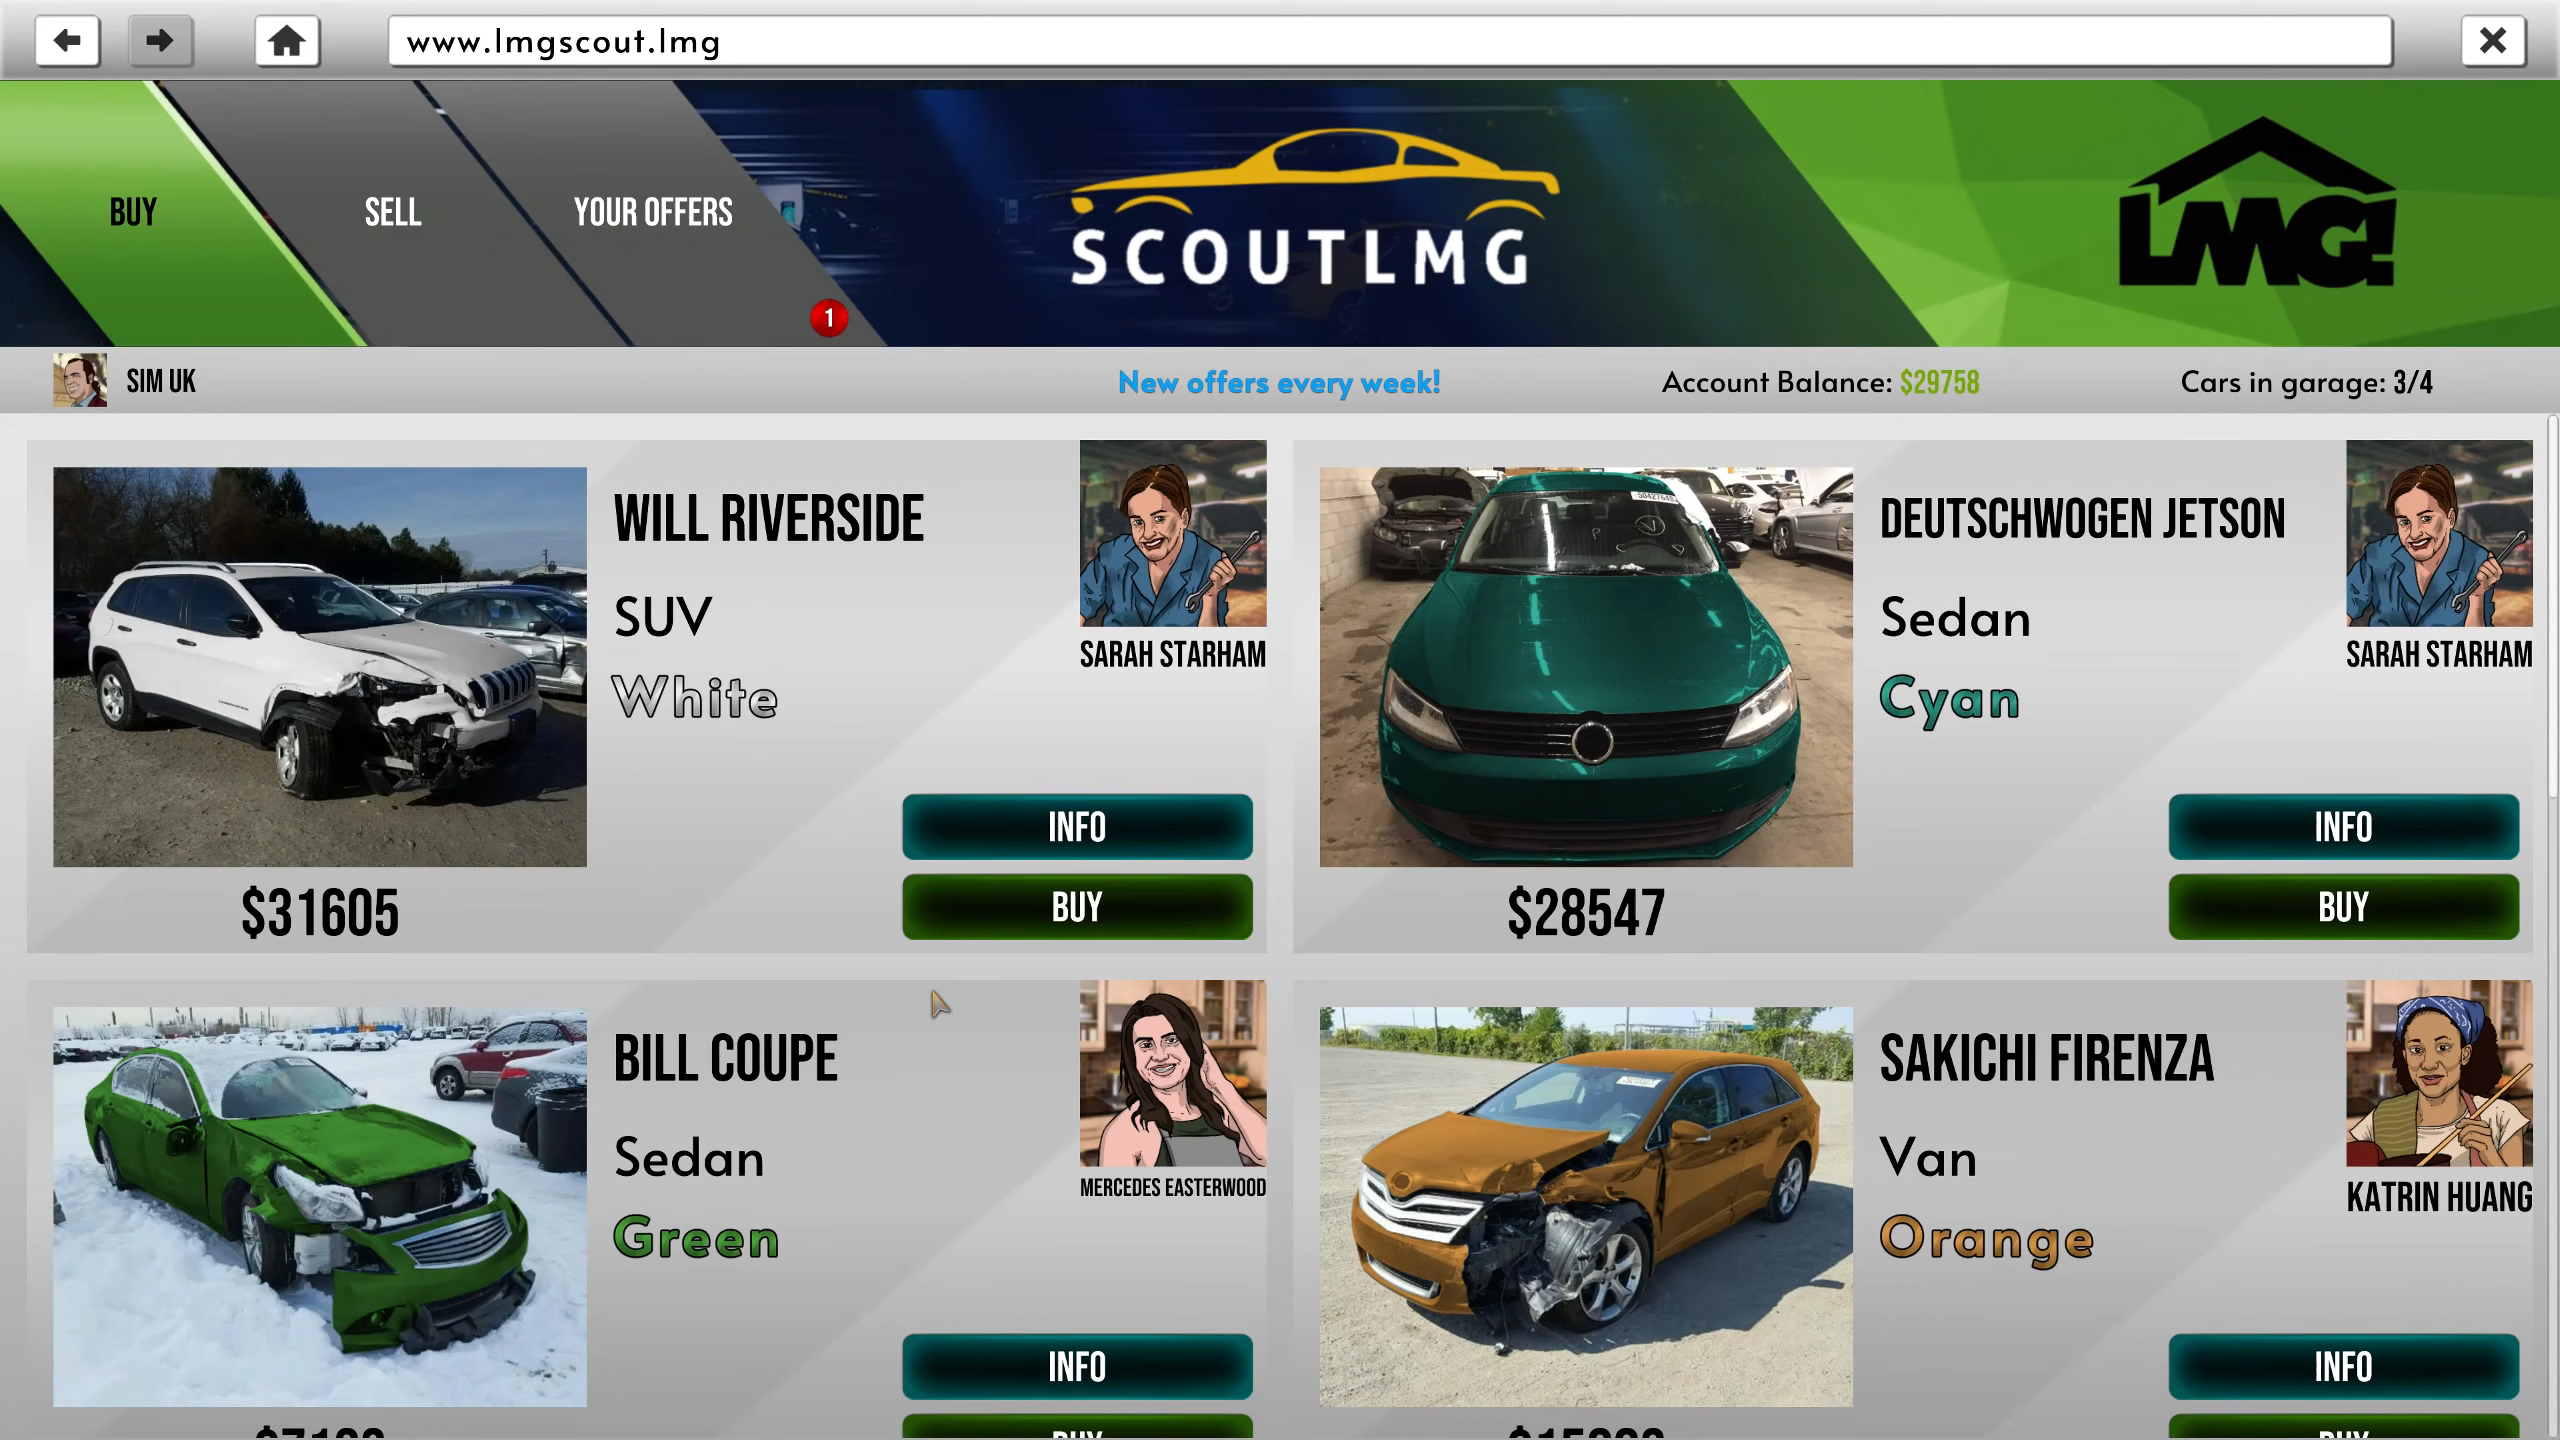 www.lmgscout.lmg
BUY
SELL
YOUR OFFERS
1
SCOUTLMG
LMG!
SIM UK
New offers every week!
Account Balance: $29758
Cars in garage: 3/4
WILL RIVERSIDE
SUV
White
SARAH STARHAM
INFO
BUY
$31605
DEUTSCHWOGEN JETSON
Sedan
Cyan
SARAH STARHAM
INFO
BUY
$28547
BILL COUPE
Sedan
Green
MERCEDES EASTERWOOD
INFO
BUY
SAKICHI FIRENZA
Van
Orange
KATRIN HUANG
INFO
BUY